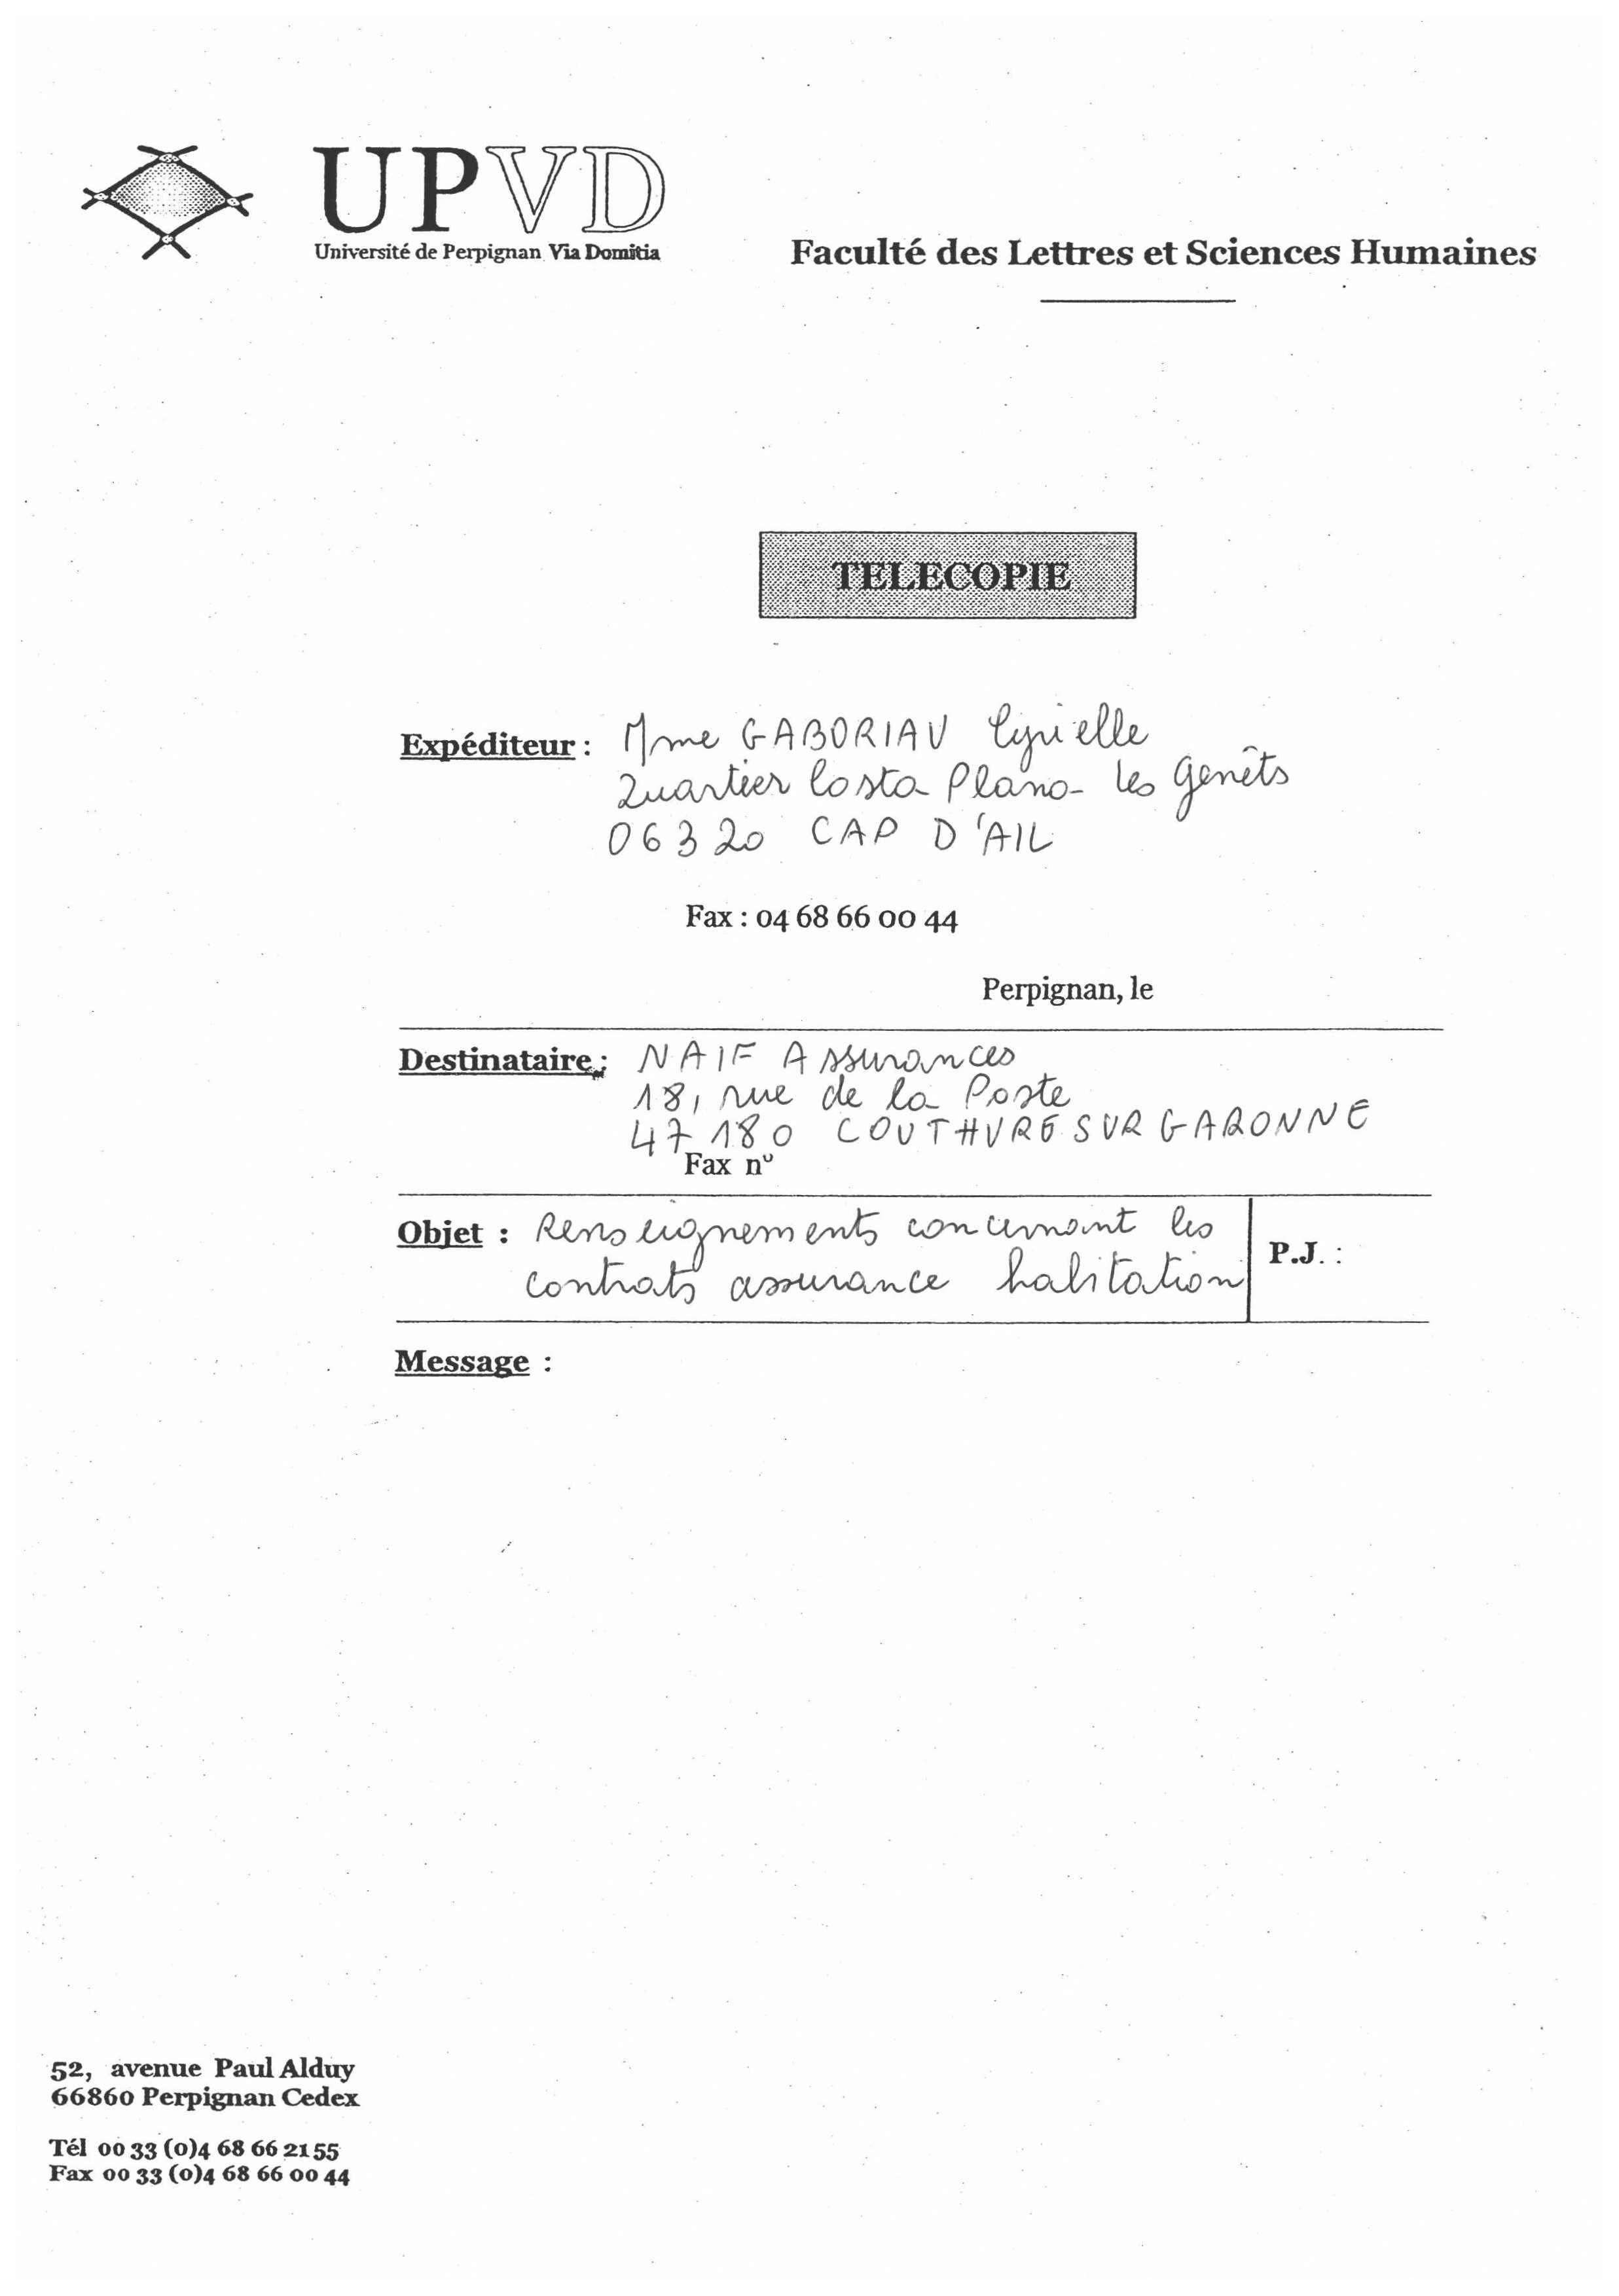 UPVD
Université de Perpignan Via Domitia
Faculté des Lettres et Sciences Humaines
TELECOPIE
Expéditeur : Mme GABORIAU Cyrielle
Quartier Costa Plana - les Genêts
06320 CAP D'AIL
Fax : 04 68 66 00 44
Perpignan, le
Destinataire : NAIF Assurances
18, rue de la Poste
47180 COUTHURE SUR GARONNE
Fax n°
Objet : Renseignements concernant les
contrats assurance habitation
P.J. :
Message :
52, avenue Paul Alduy
66860 Perpignan Cedex
Tél 00 33 (0)4 68 66 21 55
Fax 00 33 (0)4 68 66 00 44